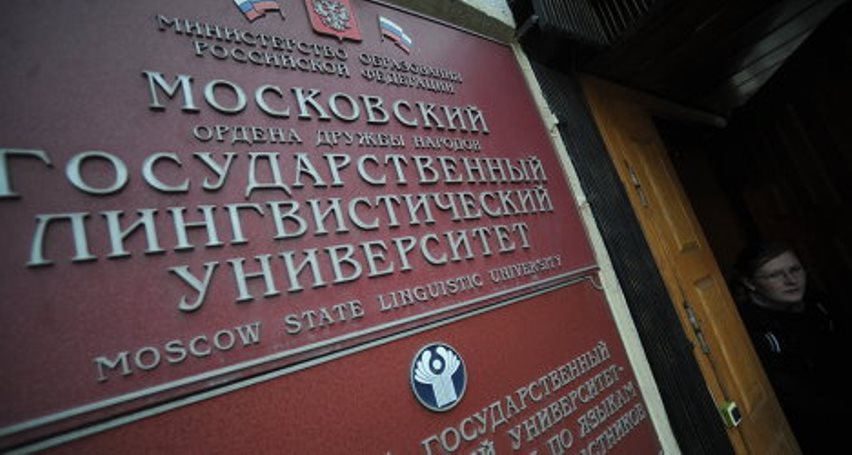 МИНИСТЕРСТВО ОБРАЗОВАНИЯ
РОССИЙСКОЙ ФЕДЕРАЦИИ
МОСКОВСКИЙ
ОРДЕНА ДРУЖБЫ НАРОДОВ
ГОСУДАРСТВЕННЫЙ
ЛИНГВИСТИЧЕСКИЙ
УНИВЕРСИТЕТ
MOSCOW STATE LINGUISTIC UNIVERSITY
ГОСУДАРСТВЕННЫЙ
УНИВЕРСИТЕТ-
ПО ЯЗЫКАМ